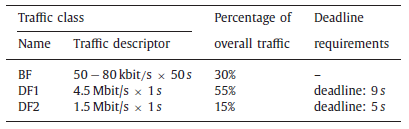 Traffic class Percentage of Deadline
Name Traffic descriptor overall traffic requirements
BF 50 – 80 kbit/s × 50 s 30% –
DF1 4.5 Mbit/s × 1 s 55% deadline: 9 s
DF2 1.5 Mbit/s × 1 s 15% deadline: 5 s